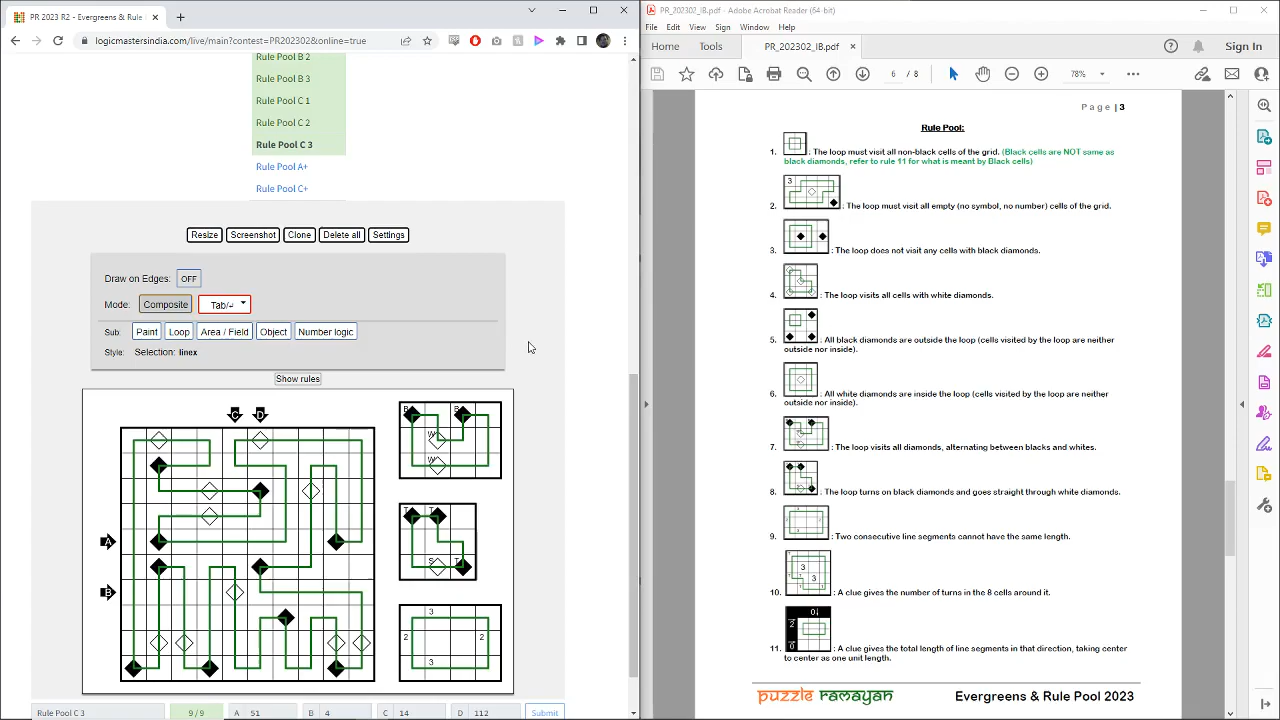 PR 2023 R2 - Evergreens & Rule
PR_202302_IB.pdf - Adobe Acrobat Reader (64-bit)
File Edit View Sign Window Help
logicmastersindia.com/live/main?contest=PR202302&online=true
Home Tools PR_202302_IB.pdf Sign In
6 / 8 78%
Rule Pool B 2
Rule Pool B 3
Rule Pool C 1
Rule Pool C 2
Rule Pool C 3
Rule Pool A+
Rule Pool C+
Resize Screenshot Clone Delete all Settings
Draw on Edges: OFF
Mode: Composite Tab/↵
Sub: Paint Loop Area / Field Object Number logic
Style: Selection: linex
Show rules
C D
A
B
B B
W
W
T T
S T
3
2 2
3
Rule Pool C 3 9 / 9 A 51 B 4 C 14 D 112 Submit
Page | 3
Rule Pool:
1. : The loop must visit all non-black cells of the grid. (Black cells are NOT same as
black diamonds, refer to rule 11 for what is meant by Black cells)
3
2. : The loop must visit all empty (no symbol, no number) cells of the grid.
3. : The loop does not visit any cells with black diamonds.
4. : The loop visits all cells with white diamonds.
5. : All black diamonds are outside the loop (cells visited by the loop are neither
outside nor inside).
6. : All white diamonds are inside the loop (cells visited by the loop are neither
outside nor inside).
7. : The loop visits all diamonds, alternating between blacks and whites.
8. : The loop turns on black diamonds and goes straight through white diamonds.
9. : Two consecutive line segments cannot have the same length.
3
3
10. : A clue gives the number of turns in the 8 cells around it.
11. : A clue gives the total length of line segments in that direction, taking center
to center as one unit length.
puzzle ramayan Evergreens & Rule Pool 2023